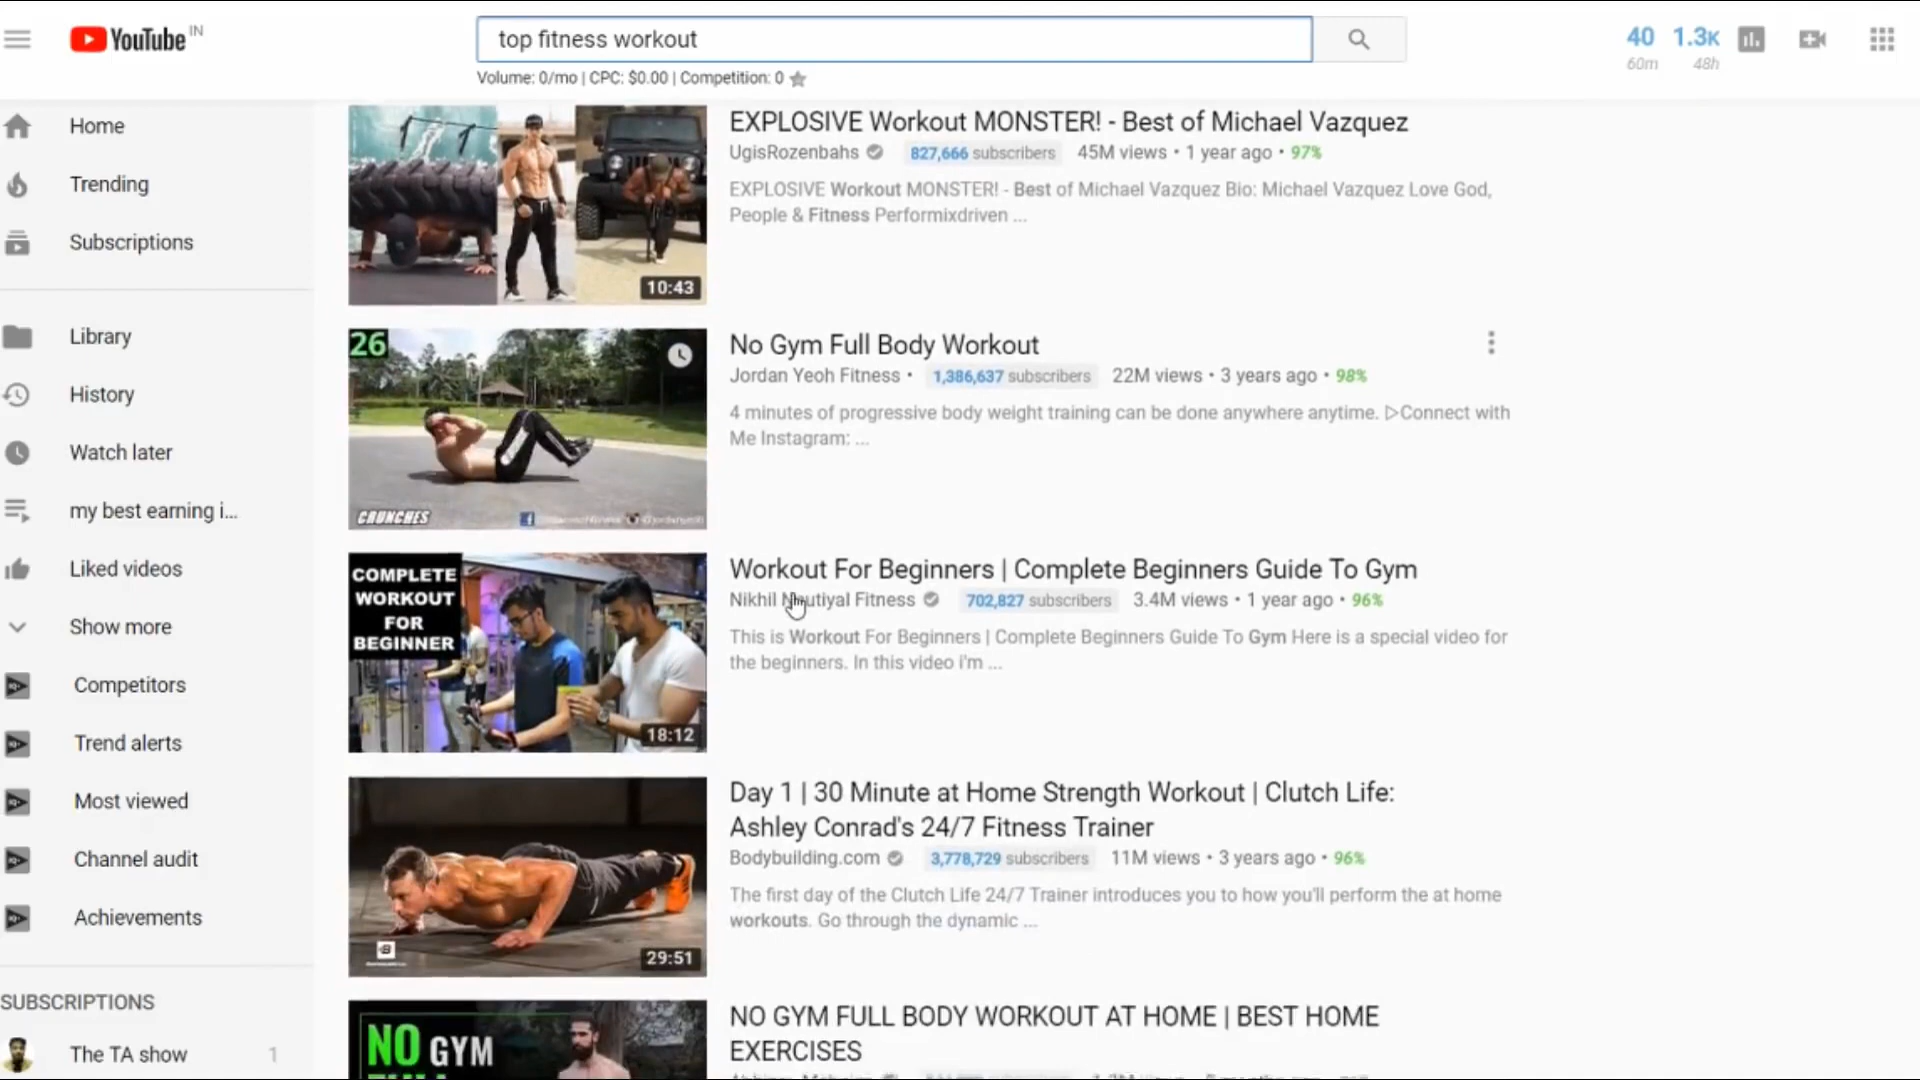 YouTube IN
top fitness workout
40 1.3K
60m 48h
Volume: 0/mo | CPC: $0.00 | Competition: 0
Home
Trending
Subscriptions
Library
History
Watch later
my best earning i...
Liked videos
Show more
Competitors
Trend alerts
Most viewed
Channel audit
Achievements
SUBSCRIPTIONS
The TA show 1
10:43
EXPLOSIVE Workout MONSTER! - Best of Michael Vazquez
UgisRozenbahs 827,666 subscribers 45M views • 1 year ago • 97%
EXPLOSIVE Workout MONSTER! - Best of Michael Vazquez Bio: Michael Vazquez Love God,
People & Fitness Performixdriven ...
26
CRUNCHES
No Gym Full Body Workout
Jordan Yeoh Fitness • 1,386,637 subscribers 22M views • 3 years ago • 98%
4 minutes of progressive body weight training can be done anywhere anytime. ▷Connect with
Me Instagram: ...
COMPLETE
WORKOUT
FOR
BEGINNER
18:12
Workout For Beginners | Complete Beginners Guide To Gym
Nikhil Nautiyal Fitness 702,827 subscribers 3.4M views • 1 year ago • 96%
This is Workout For Beginners | Complete Beginners Guide To Gym Here is a special video for
the beginners. In this video i'm ...
29:51
Day 1 | 30 Minute at Home Strength Workout | Clutch Life:
Ashley Conrad's 24/7 Fitness Trainer
Bodybuilding.com 3,778,729 subscribers 11M views • 3 years ago • 96%
The first day of the Clutch Life 24/7 Trainer introduces you to how you'll perform the at home
workouts. Go through the dynamic ...
NO GYM
NO GYM FULL BODY WORKOUT AT HOME | BEST HOME
EXERCISES